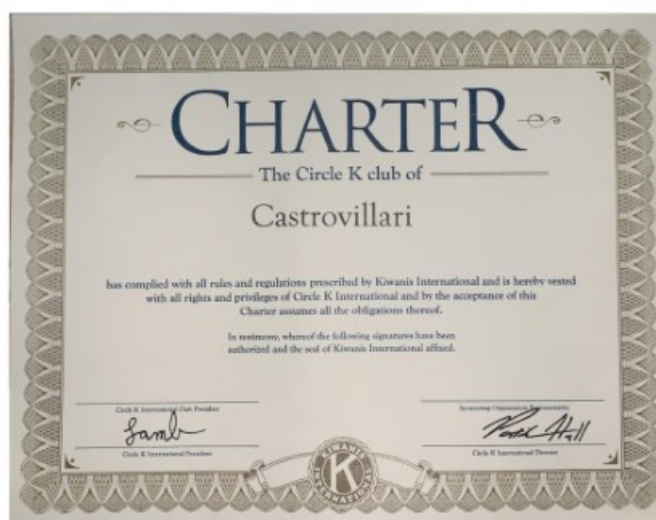 CHARTER
The Circle K club of
Castrovillari
has complied with all rules and regulations prescribed by Kiwanis International and is hereby vested
with all rights and privileges of Circle K International and by the acceptance of this
Charter assumes all the obligations thereof.
In testimony, whereof the following signatures have been
authorized and the seal of Kiwanis International affixed.
Circle K International Club President
Sponsoring Organization Representative
Circle K International President
Circle K International Director
KIWANIS
K
INTERNATIONAL